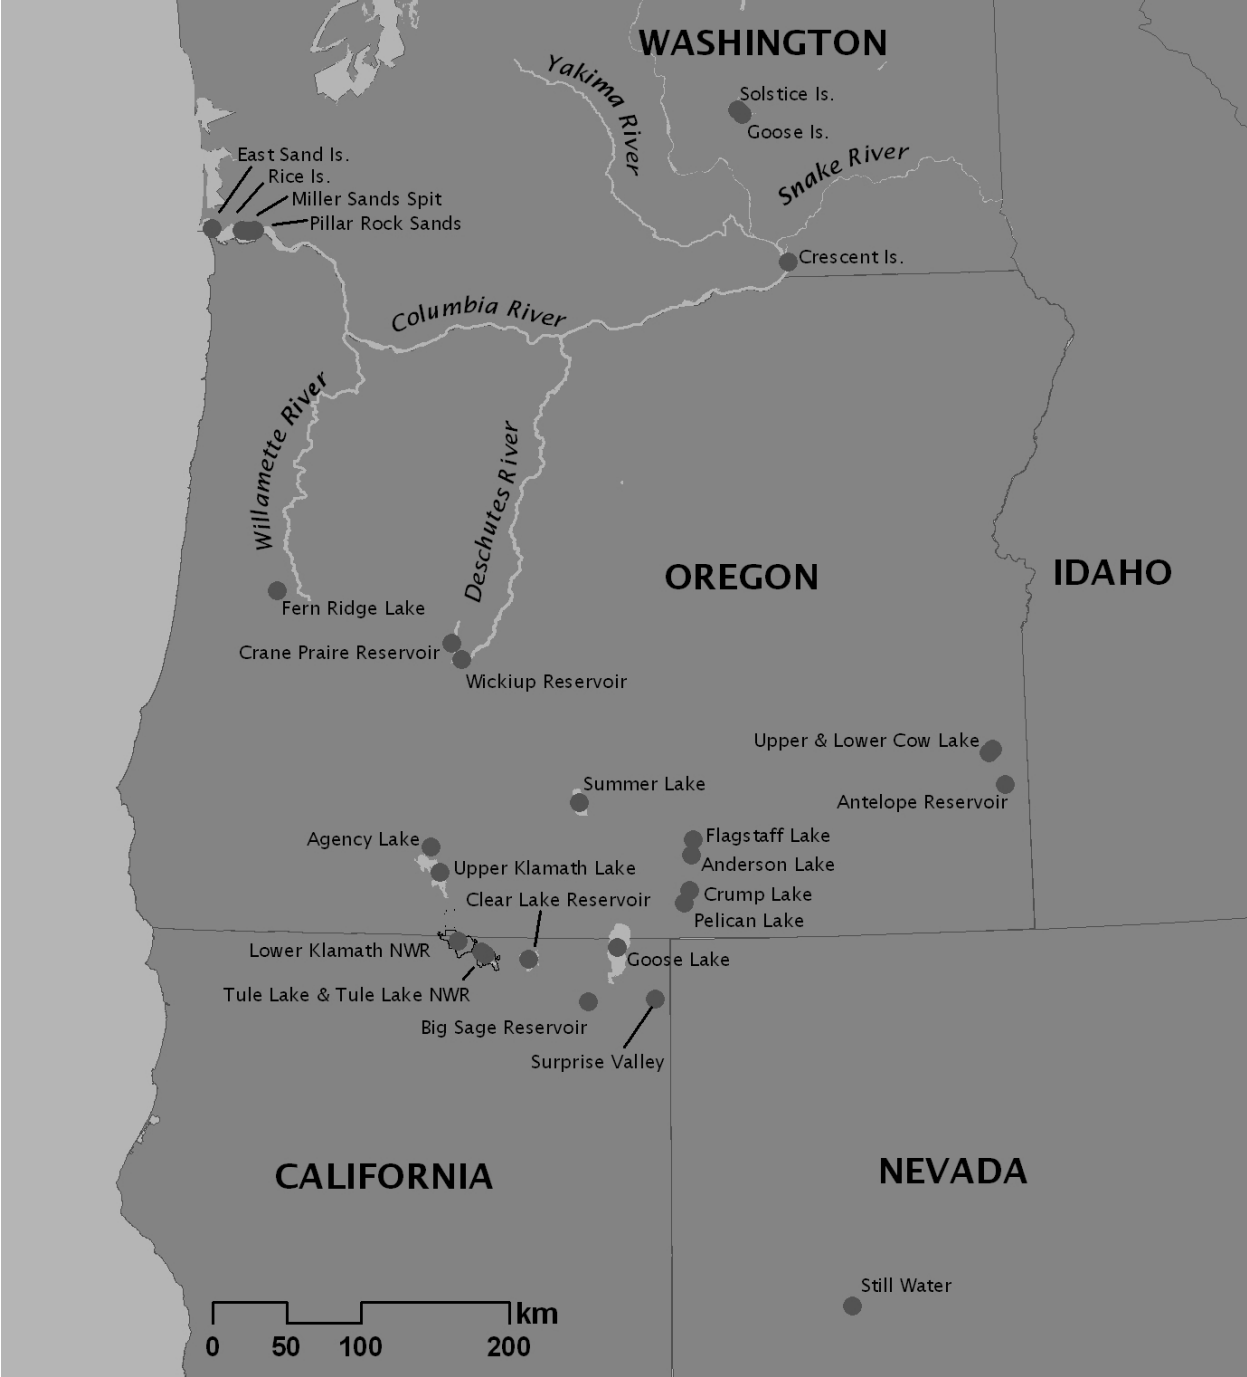 WASHINGTON
Yakima River
Solstice Is.
Goose Is.
Snake River
East Sand Is.
Rice Is.
Miller Sands Spit
Pillar Rock Sands
Crescent Is.
Columbia River
Willamette River
Deschutes River
OREGON
IDAHO
Fern Ridge Lake
Crane Praire Reservoir
Wickiup Reservoir
Upper & Lower Cow Lake
Summer Lake
Antelope Reservoir
Agency Lake
Flagstaff Lake
Upper Klamath Lake
Anderson Lake
Clear Lake Reservoir
Crump Lake
Pelican Lake
Lower Klamath NWR
Goose Lake
Tule Lake & Tule Lake NWR
Big Sage Reservoir
Surprise Valley
CALIFORNIA
NEVADA
Still Water
km
0 50 100 200